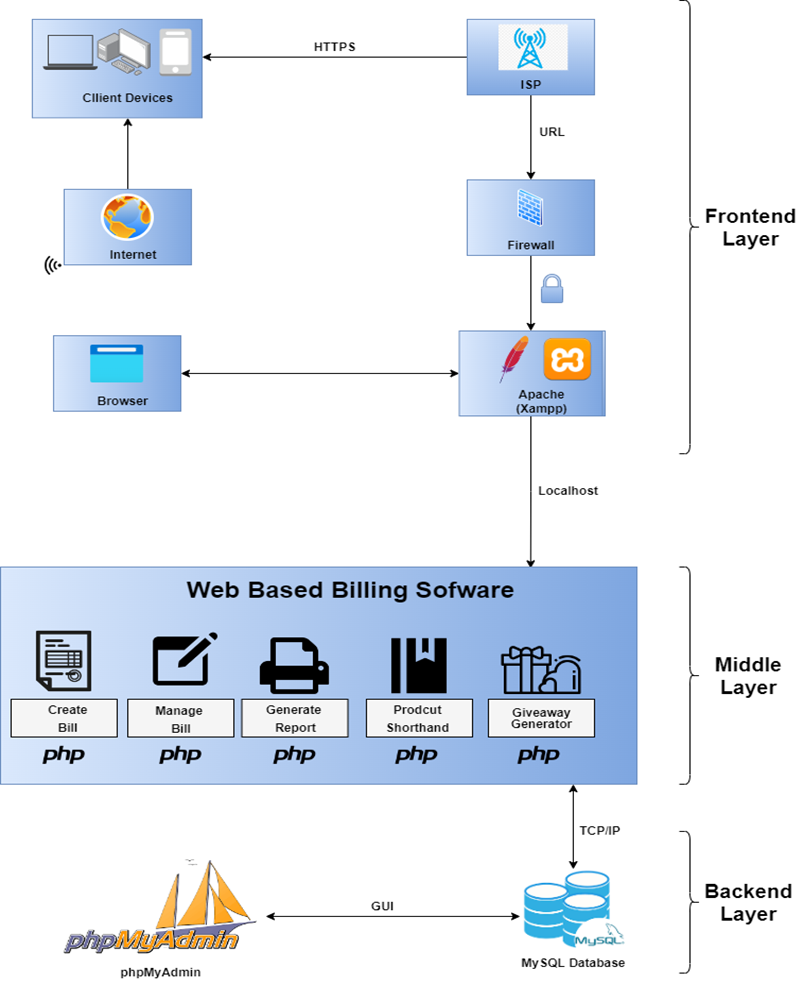 HTTPS
ISP
Cllient Devices
URL
Internet
Firewall
Frontend
Layer
Browser
Apache
(Xampp)
Localhost
Web Based Billing Sofware
Create
Bill
Manage
Bill
Generate
Report
Prodcut
Shorthand
Giveaway
Generator
php
php
php
php
php
Middle
Layer
TCP/IP
Backend
Layer
GUI
phpMyAdmin
phpMyAdmin
MySQL
MySQL Database